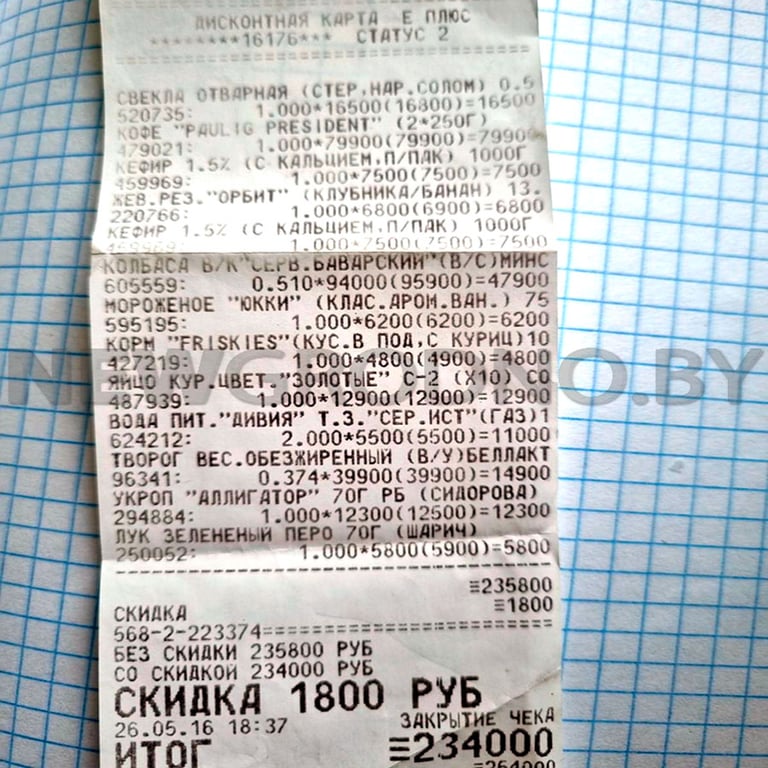 ДИСКОНТНАЯ КАРТА Е ПЛЮС
********16176*** СТАТУС 2
СВЕКЛА ОТВАРНАЯ (СТЕР,НАР.СОЛОМ) 0.5
520735: 1.000*16500(16800)=16500
КОФЕ "PAULIG PRESIDENT" (2*250Г)
479021: 1.000*79900(79900)=79900
КЕФИР 1.5% (С КАЛЬЦИЕМ,П/ПАК) 1000Г
459969: 1.000*7500(7500)=7500
ЖЕВ.РЕЗ."ОРБИТ" (КЛУБНИКА/БАНАН) 13.
220766: 1.000*6800(6900)=6800
КЕФИР 1.5% (С КАЛЬЦИЕМ,П/ПАК) 1000Г
459969: 1.000*7500(7500)=7500
КОЛБАСА В/К"СЕРВ.БАВАРСКИЙ"(В/С)МИНС
605559: 0.510*94000(95900)=47900
МОРОЖЕНОЕ "ЮККИ" (КЛАС.АРОМ.ВАН.) 75
595195: 1.000*6200(6200)=6200
КОРМ "FRISKIES"(КУС.В ПОД,С КУРИЦ)10
427219: 1.000*4800(4900)=4800
ЯЙЦО КУР.ЦВЕТ."ЗОЛОТЫЕ" С-2 (Х10) СО
487939: 1.000*12900(12900)=12900
ВОДА ПИТ."ДИВИЯ" Т.З."СЕР.ИСТ"(ГАЗ)1
624212: 2.000*5500(5500)=11000
ТВОРОГ ВЕС.ОБЕЗЖИРЕННЫЙ (В/У)БЕЛЛАКТ
96341: 0.374*39900(39900)=14900
УКРОП "АЛЛИГАТОР" 70Г РБ (СИДОРОВА)
294884: 1.000*12300(12500)=12300
ЛУК ЗЕЛЕНЕНЫЙ ПЕРО 70Г (ШАРИЧ)
250052: 1.000*5800(5900)=5800
≡235800
СКИДКА ≡1800
568-2-223374==================
БЕЗ СКИДКИ 235800 РУБ
СО СКИДКОЙ 234000 РУБ
СКИДКА 1800 РУБ
26.05.16 18:37 ЗАКРЫТИЕ ЧЕКА
ИТОГ ≡234000